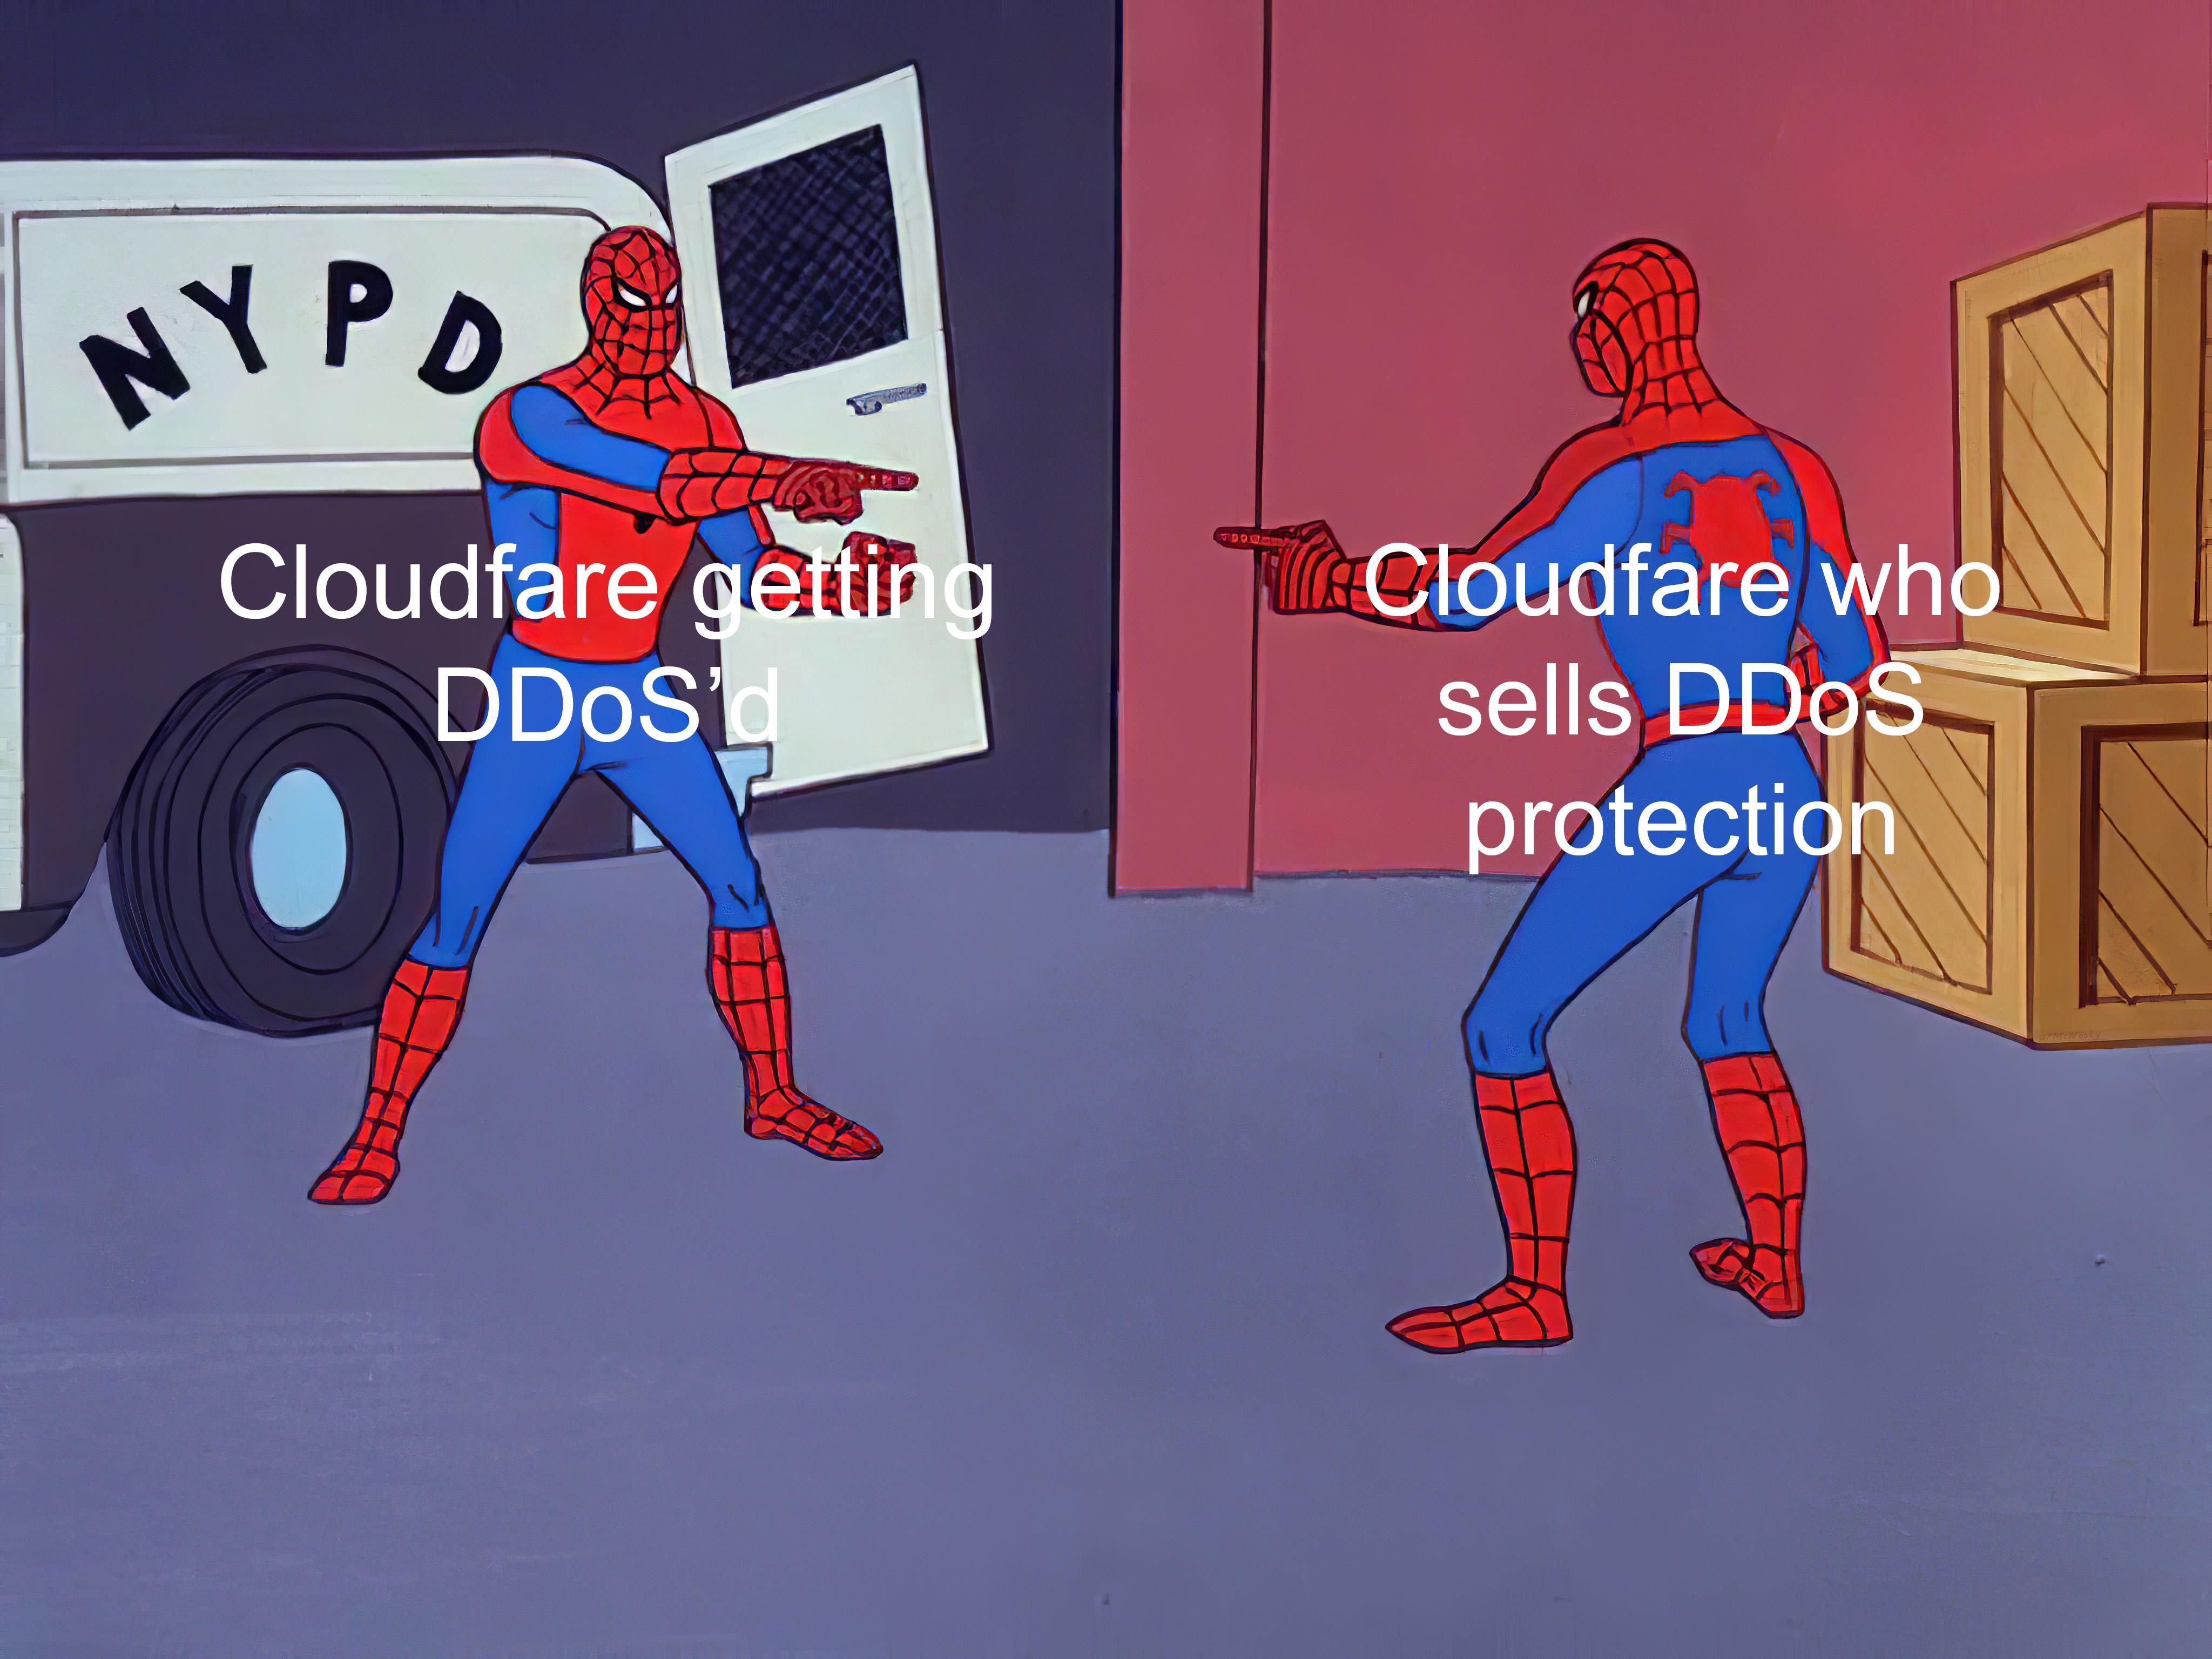 NYPD
Cloudfare getting
DDoS’d
Cloudfare who
sells DDoS
protection